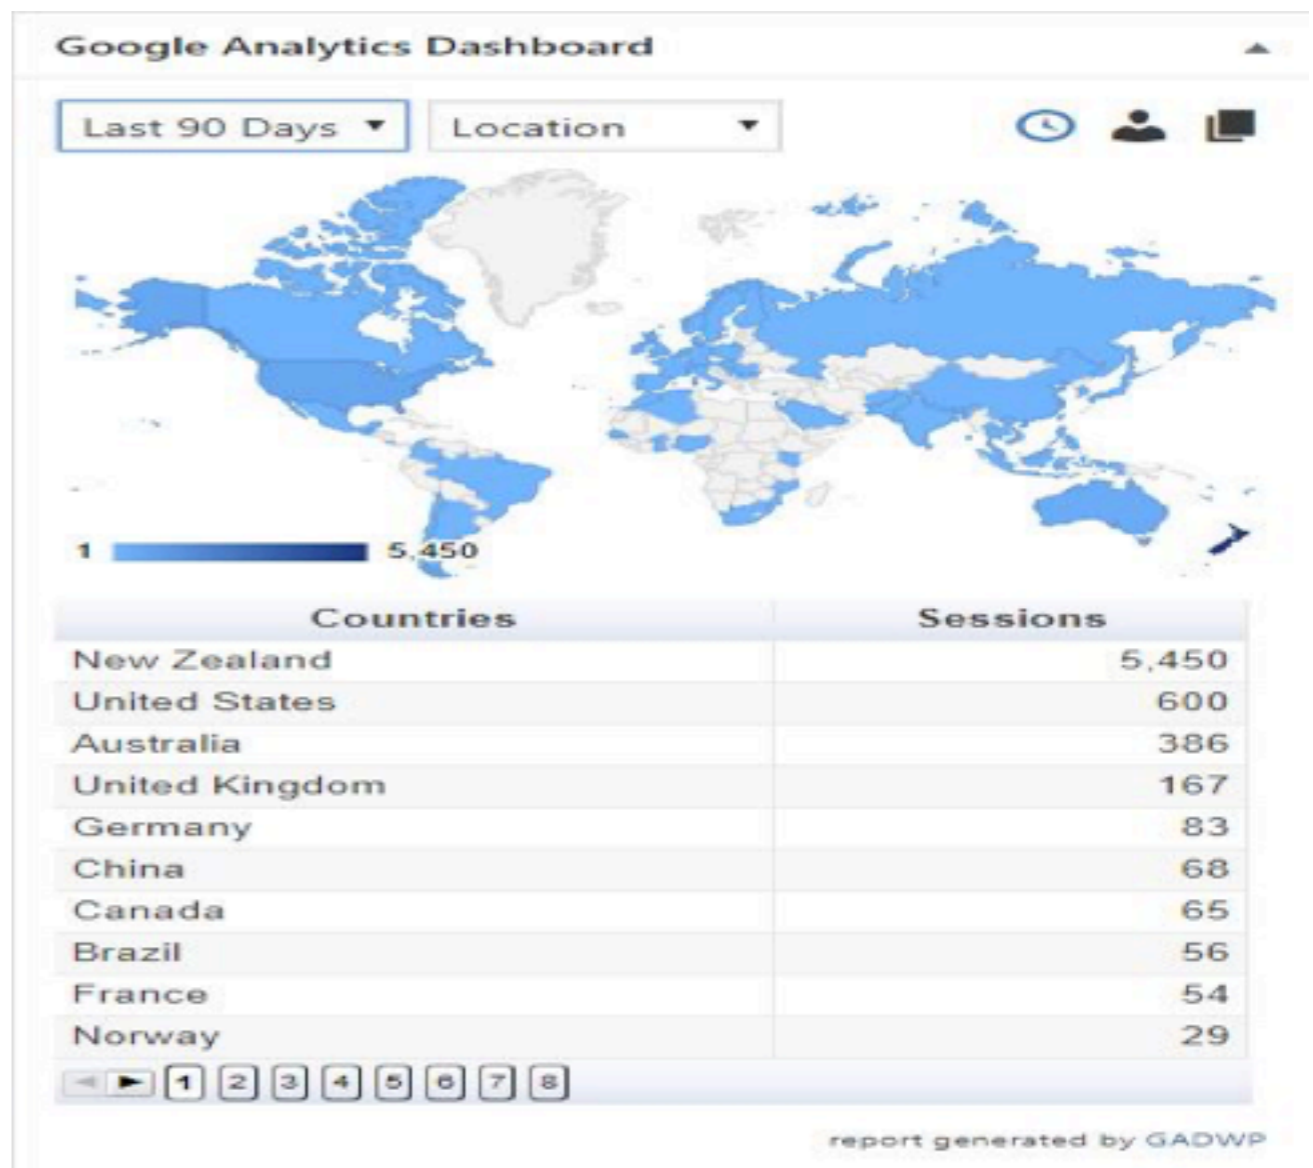 Google Analytics Dashboard
Last 90 Days Location
1 5,450
Countries Sessions
New Zealand 5,450
United States 600
Australia 386
United Kingdom 167
Germany 83
China 68
Canada 65
Brazil 56
France 54
Norway 29
1 2 3 4 5 6 7 8
report generated by GADWP